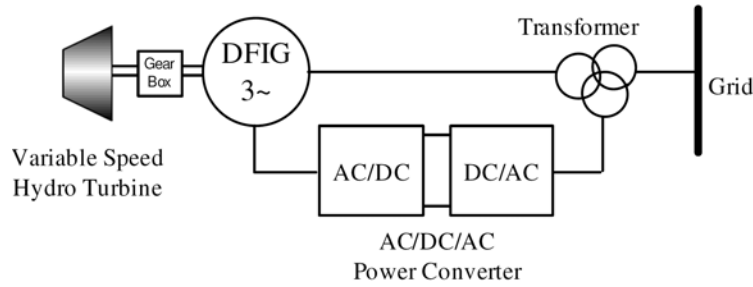 Transformer
DFIG
3~
Gear
Box
Grid
Variable Speed
Hydro Turbine
AC/DC
DC/AC
AC/DC/AC
Power Converter